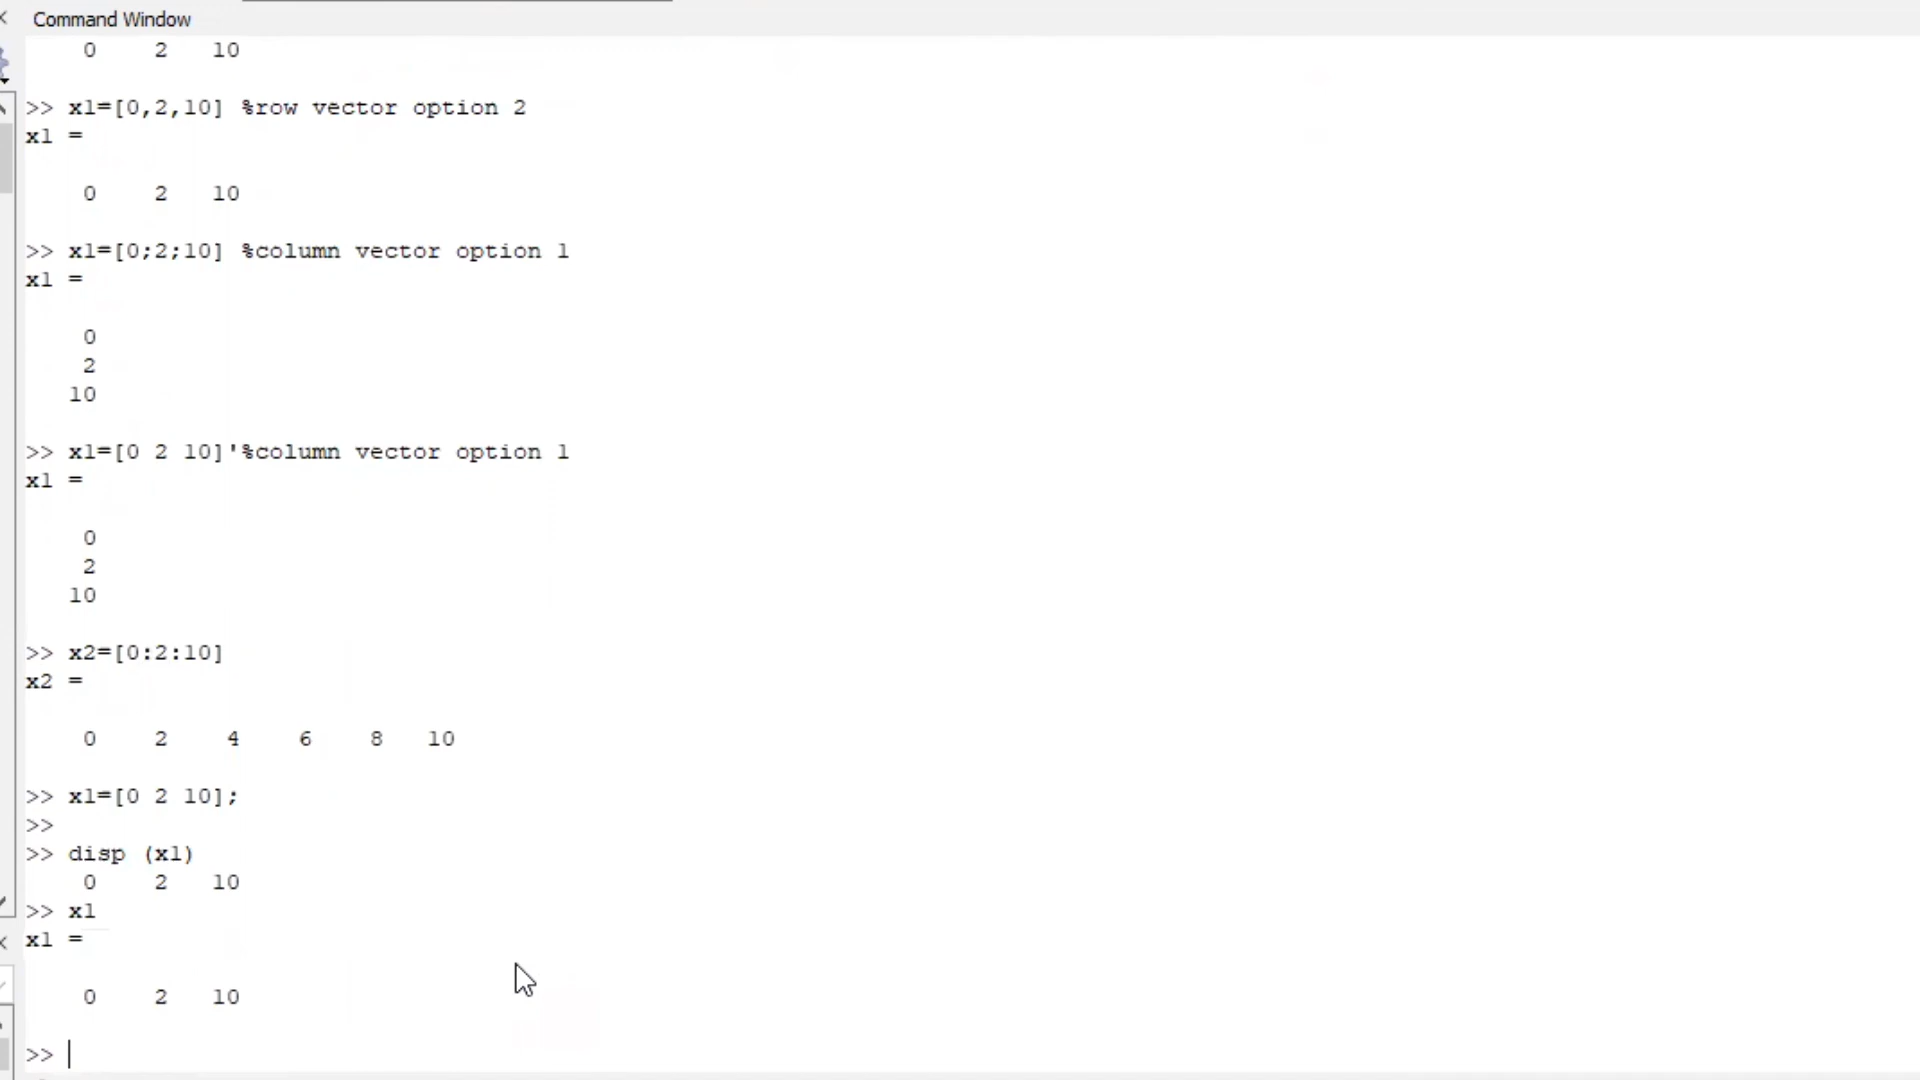 Command Window
0 2 10
>> x1=[0,2,10] %row vector option 2
x1 =
0 2 10
>> x1=[0;2;10] %column vector option 1
x1 =
0
2
10
>> x1=[0 2 10]'%column vector option 1
x1 =
0
2
10
>> x2=[0:2:10]
x2 =
0 2 4 6 8 10
>> x1=[0 2 10];
>>
>> disp (x1)
0 2 10
>> x1
x1 =
0 2 10
>>